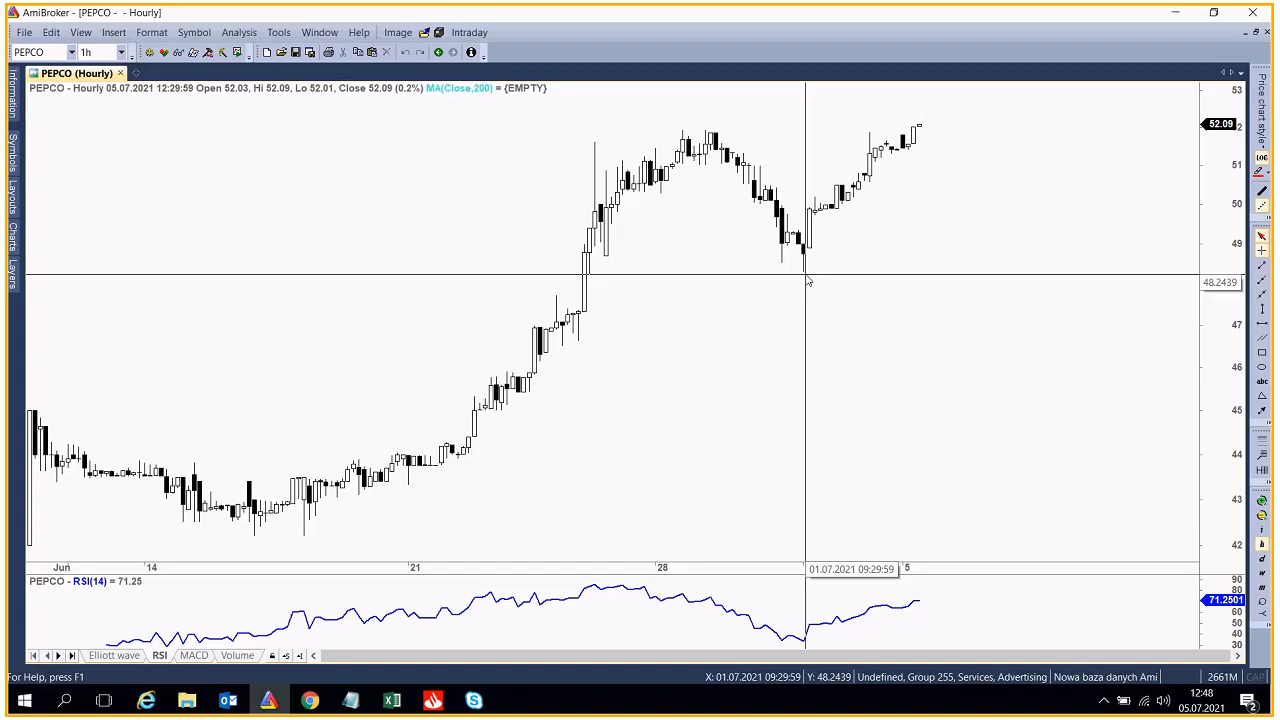 AmiBroker - [PEPCO - - Hourly]
File Edit View Insert Format Symbol Analysis Tools Window Help Image Intraday
PEPCO 1h
PEPCO (Hourly)
PEPCO - Hourly 05.07.2021 12:29:59 Open 52.03, Hi 52.09, Lo 52.01, Close 52.09 (0.2%) MA(Close,200) = {EMPTY}
Information
Symbols
Layouts
Charts
Layers
Price chart style
LOG
abc
53
52.09
2
51
50
49
48.2439
47
46
45
44
43
42
Jun 14 21 28 01.07.2021 09:29:59 5
PEPCO - RSI(14) = 71.25
90
80
71.2501
60
50
40
30
i
h
d
w
m
Elliott wave RSI MACD Volume
For Help, press F1
X: 01.07.2021 09:29:59 Y: 48.2439 Undefined, Group 255, Services, Advertising Nowa baza danych Ami 2661M CAP
12:48
05.07.2021
2